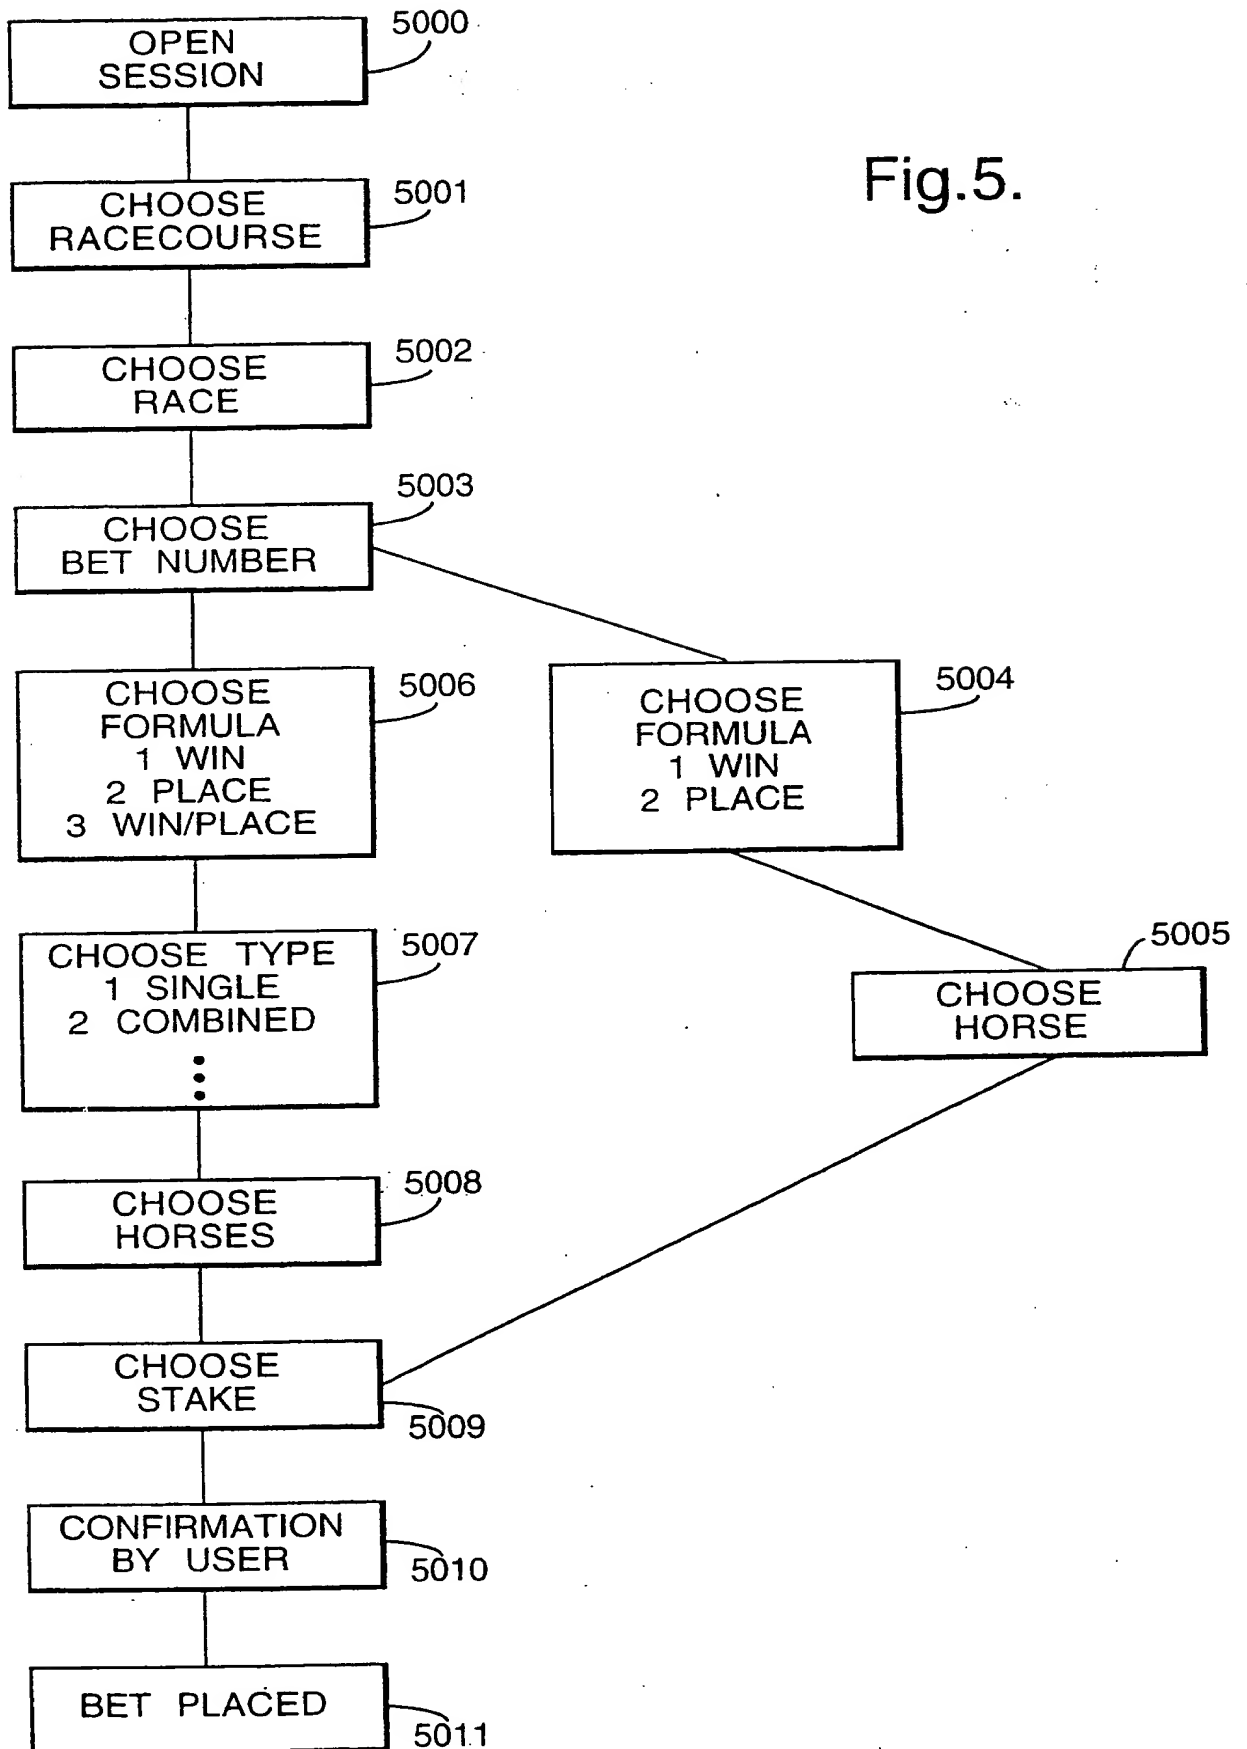 5000
OPEN
SESSION
Fig.5.
5001
CHOOSE
RACECOURSE
5002
CHOOSE
RACE
5003
CHOOSE
BET NUMBER
5006
CHOOSE
FORMULA
1 WIN
2 PLACE
3 WIN/PLACE
5004
CHOOSE
FORMULA
1 WIN
2 PLACE
5007
CHOOSE TYPE
1 SINGLE
2 COMBINED
5005
CHOOSE
HORSE
5008
CHOOSE
HORSES
CHOOSE
STAKE
5009
CONFIRMATION
BY USER
5010
BET PLACED
5011